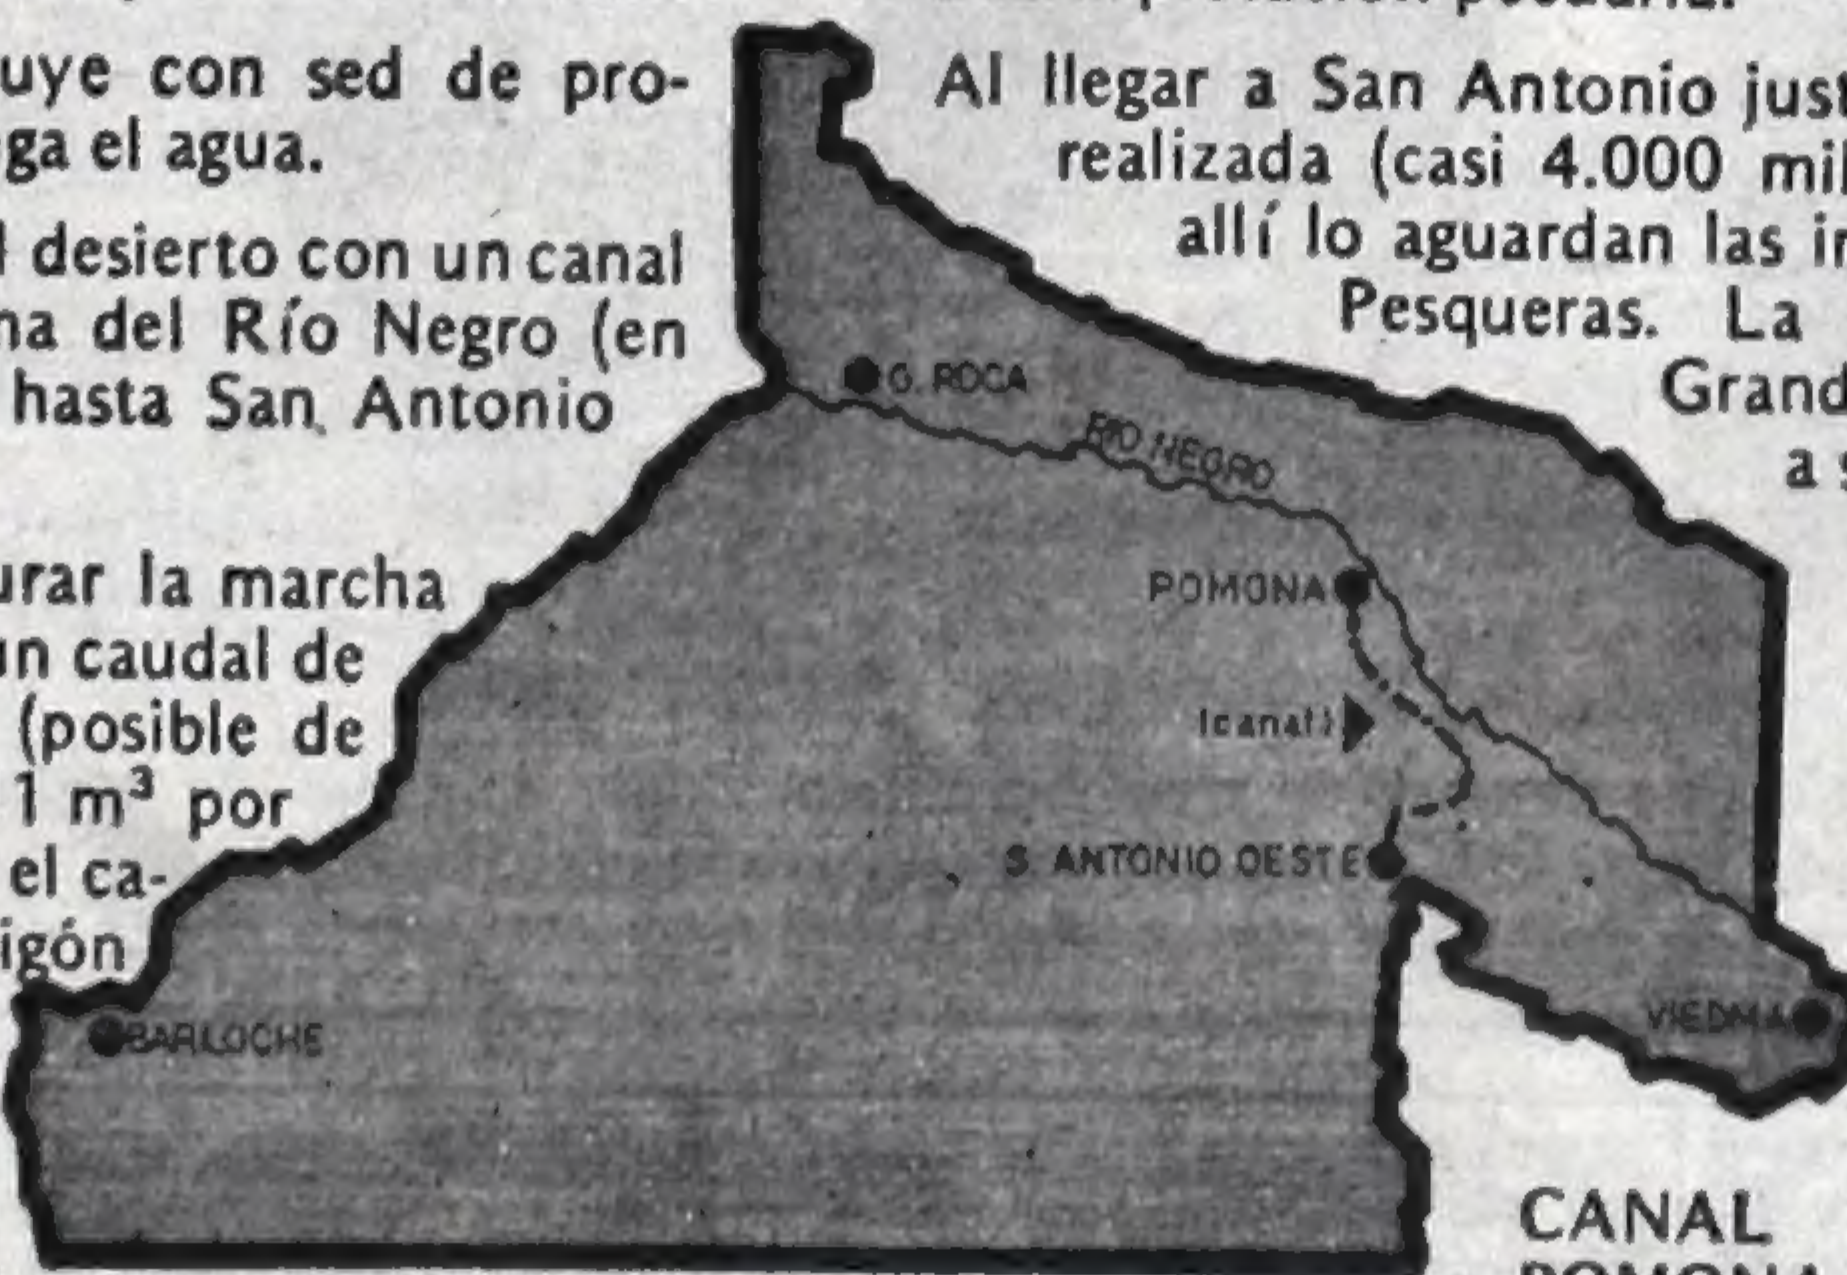 uye con sed de pro-
ga el agua.
desierto con un canal
na del Río Negro (en
hasta San Antonio
urar la marcha
un caudal de
(posible de
1 m³ por
el ca-
igón
Al llegar a San Antonio just
realizada (casi 4.000 mil
allí lo aguardan las in
Pesqueras. La
Grand
a s
G. ROCA
RIO NEGRO
POMONA
(canal)
S. ANTONIO OESTE
BARILOCHE
VIEDMA
CANAL
POMONA